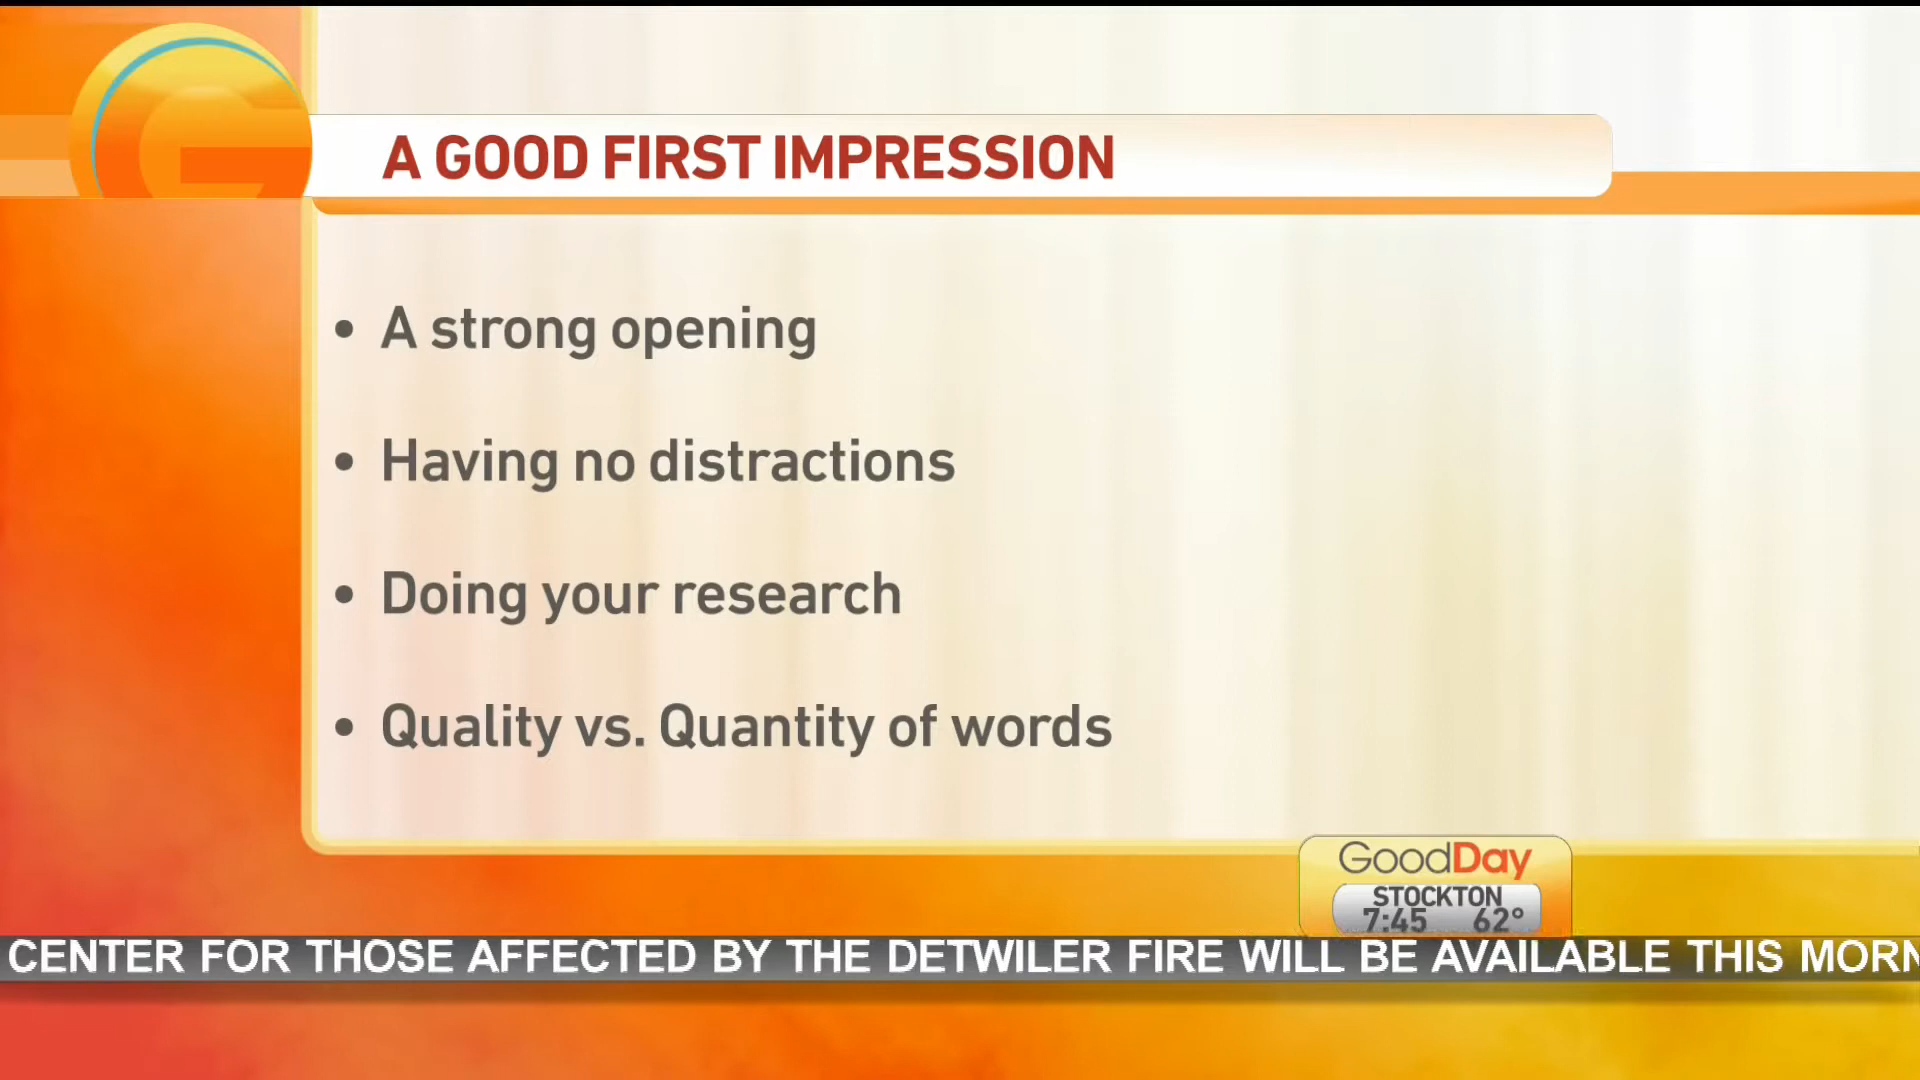 A GOOD FIRST IMPRESSION
• A strong opening
• Having no distractions
• Doing your research
• Quality vs. Quantity of words
GoodDay
STOCKTON
7:45 62°
CENTER FOR THOSE AFFECTED BY THE DETWILER FIRE WILL BE AVAILABLE THIS MORN